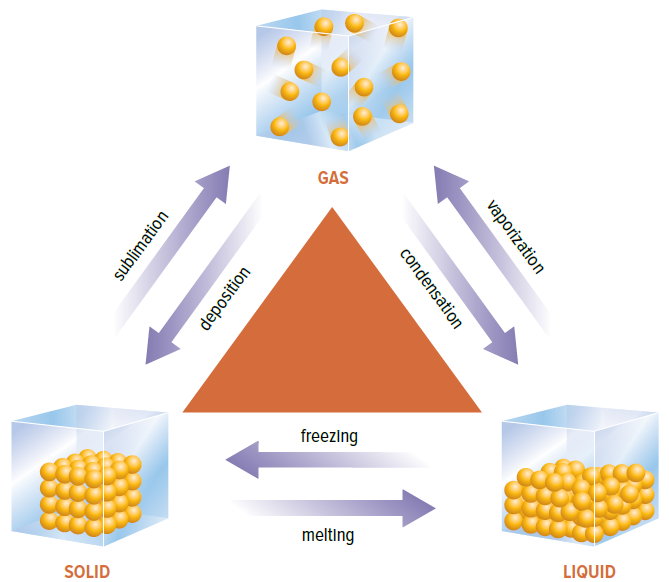 GAS
sublimation
deposition
condensation
vaporization
freezing
melting
SOLID
LIQUID